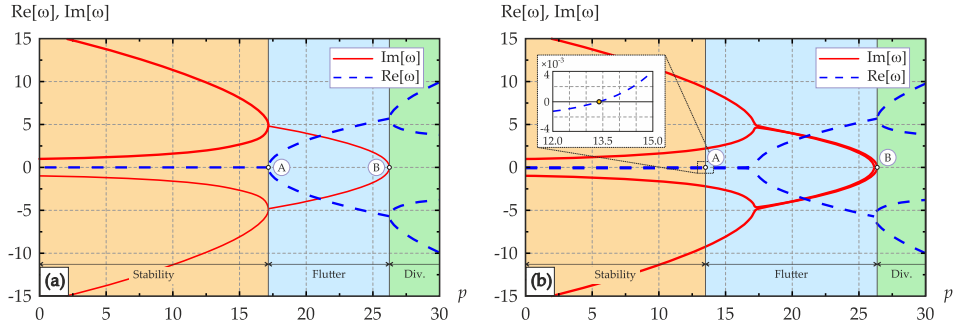 Re[ω], Im[ω]
15
10
5
0
-5
-10
-15
0
5
10
15
20
25
30
p
Im[ω]
Re[ω]
A
B
Stability
Flutter
Div.
(a)
Re[ω], Im[ω]
15
10
5
0
-5
-10
-15
0
5
10
15
20
25
30
p
Im[ω]
Re[ω]
×10⁻³
4
0
-4
12.0
13.5
15.0
A
B
Stability
Flutter
Div.
(b)